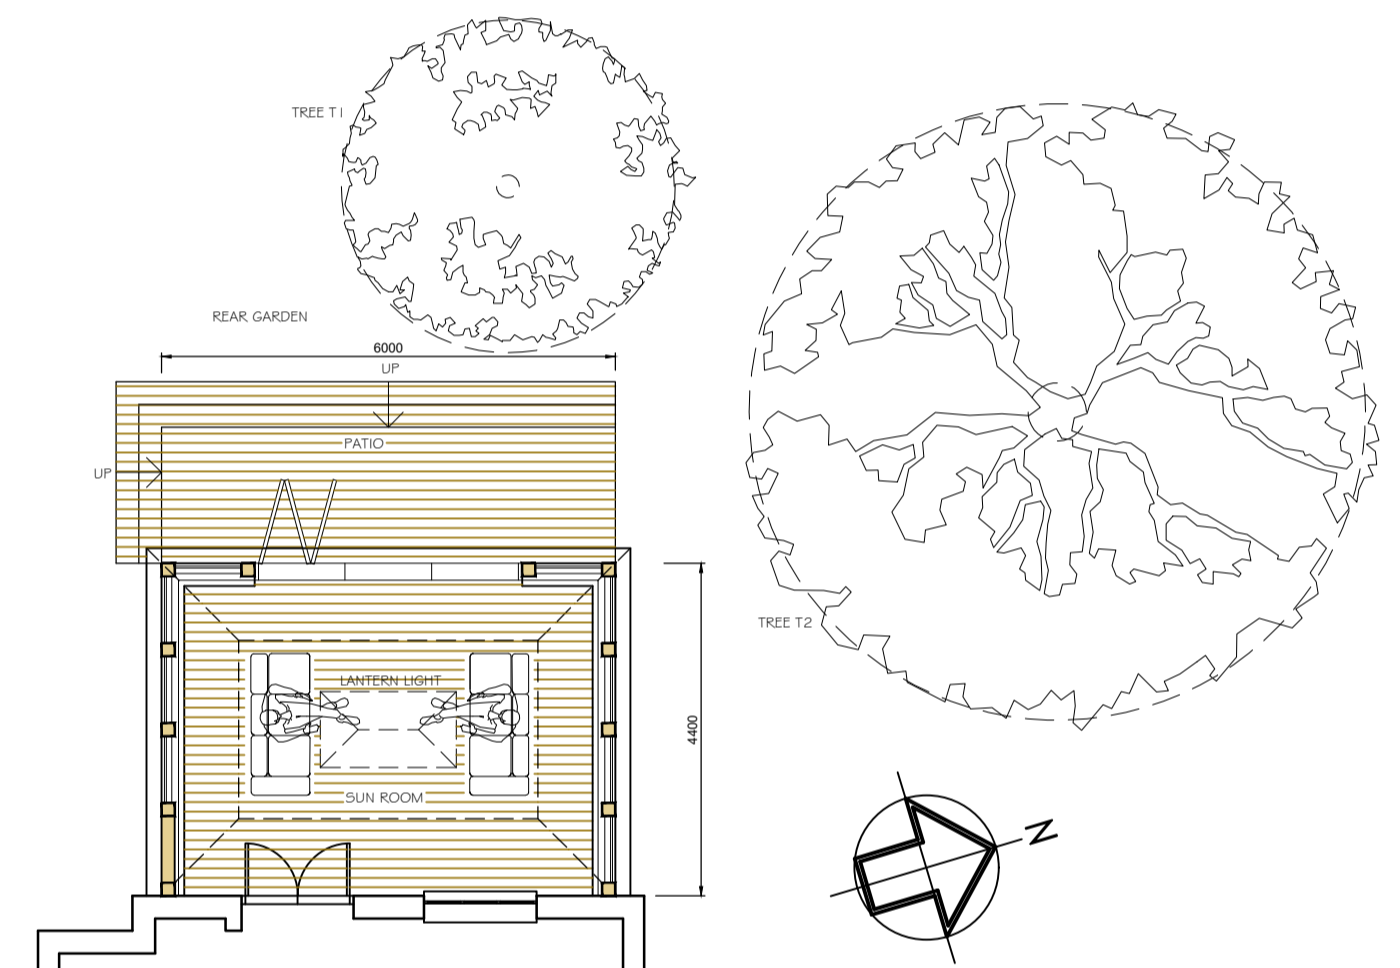 TREE T1
REAR GARDEN
6000
UP
PATIO
UP
TREE T2
LANTERN LIGHT
4400
SUN ROOM
N